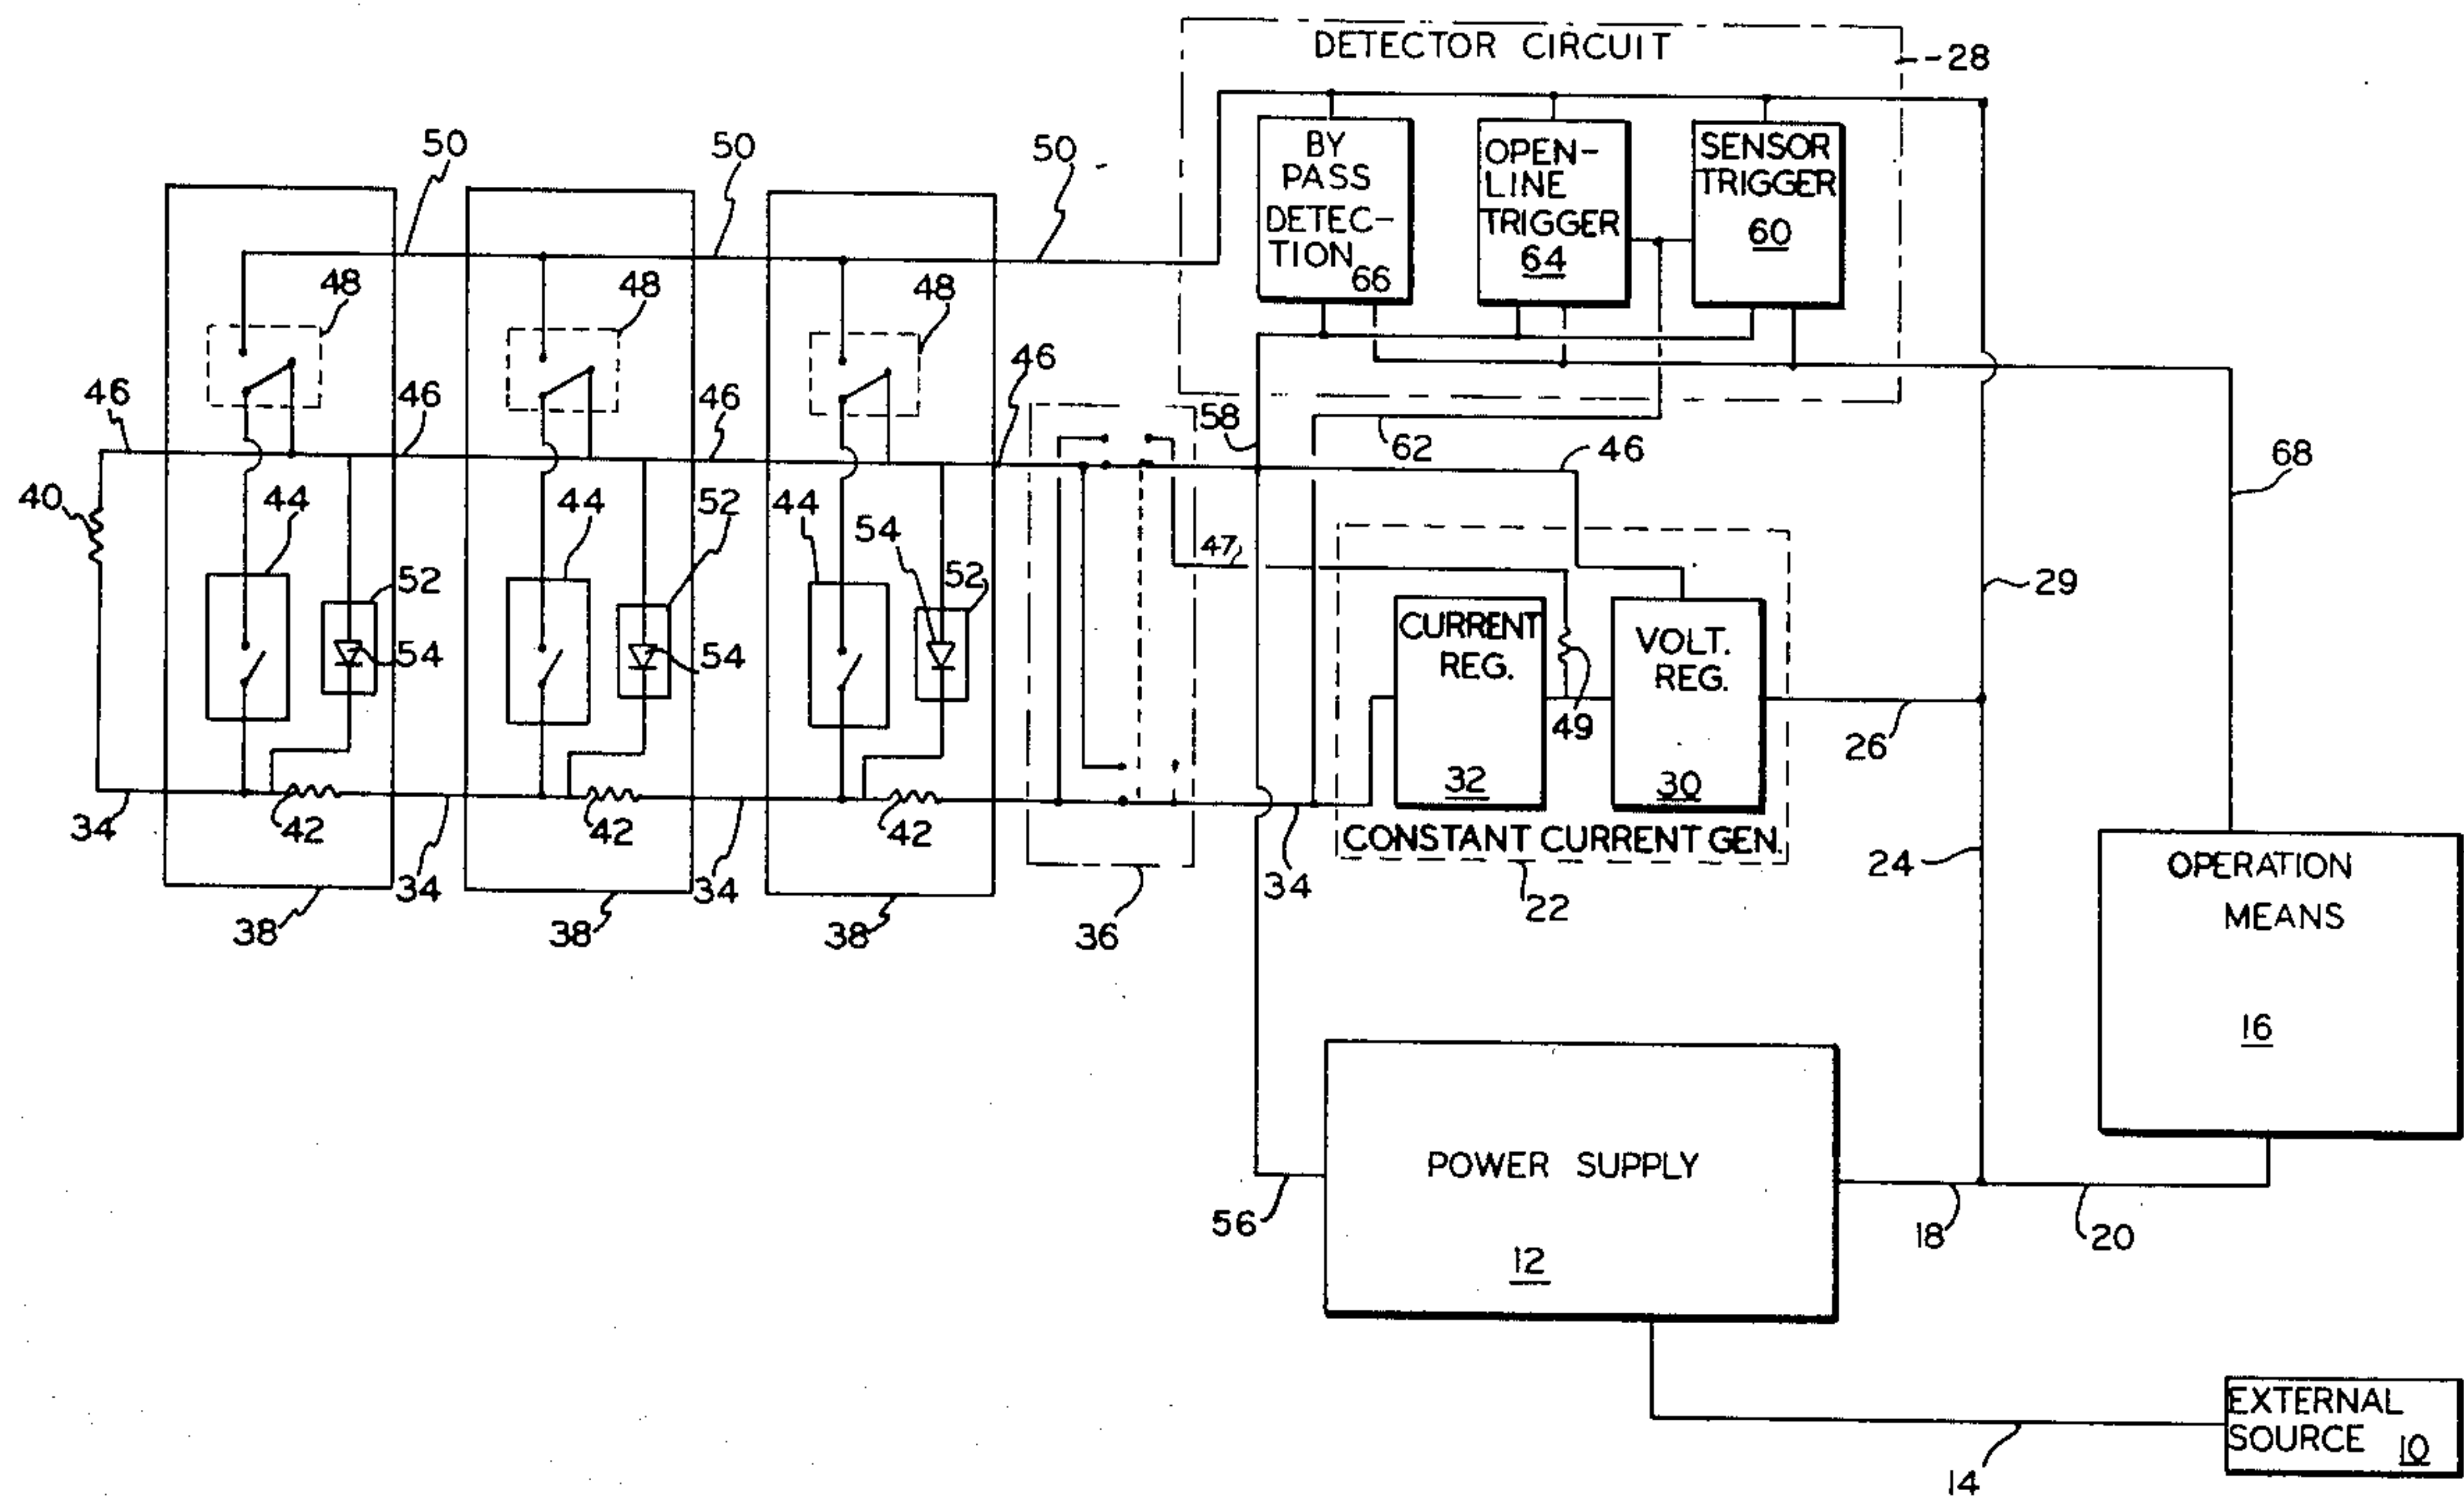 DETECTOR CIRCUIT
28
50
50
50
BY
PASS
DETEC-
TION
66
OPEN-
LINE
TRIGGER
64
SENSOR
TRIGGER
60
48
48
48
46
46
46
46
58
62
46
68
40
44
44
52
44
54
52
47
52
54
54
29
CURRENT
REG.
32
VOLT.
REG.
30
49
26
CONSTANT CURRENT GEN.
22
34
42
34
42
34
42
34
24
38
38
38
36
OPERATION
MEANS
16
POWER SUPPLY
12
56
18
20
EXTERNAL
SOURCE 10
14